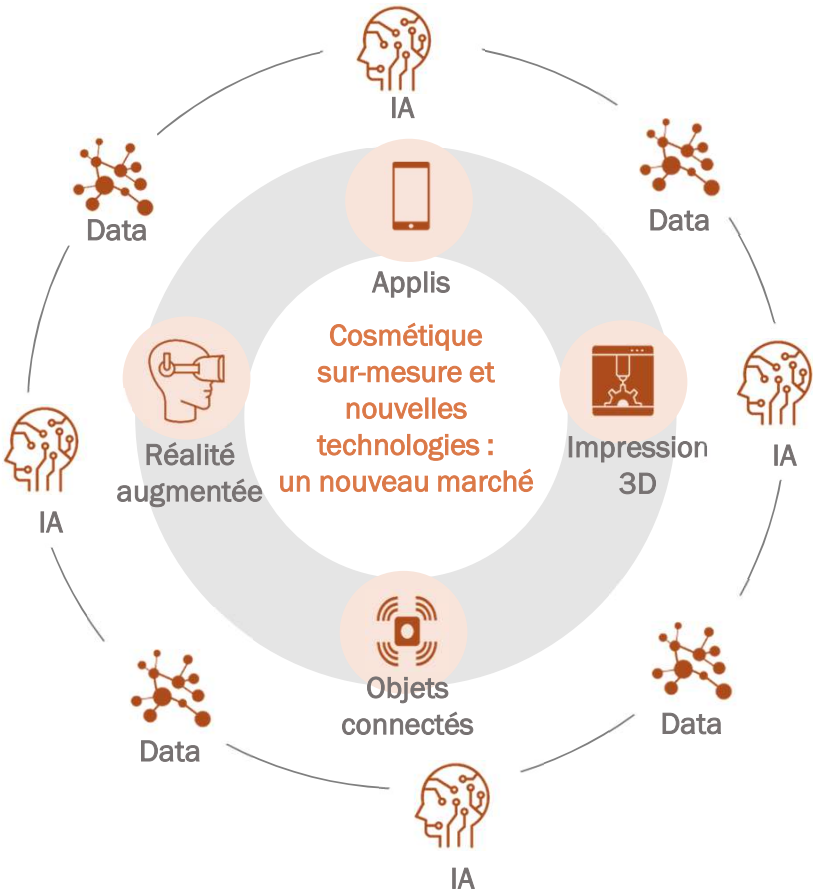 IA
Data
Data
Applis
Cosmétique
sur-mesure et
nouvelles
technologies :
un nouveau marché
Réalité
augmentée
Impression
3D
IA
IA
Objets
connectés
Data
Data
IA